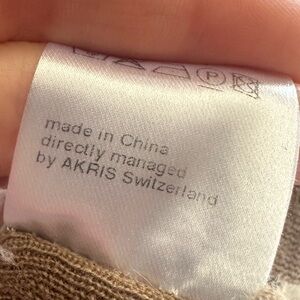 made in China
directly managed
by AKRIS Switzerland